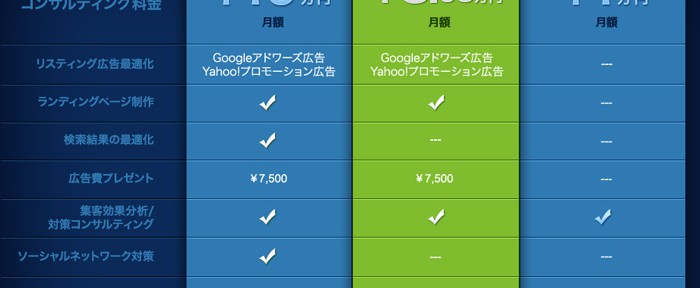 コンサルティング料金
万円
万円
月額 月額 月額
リスティング広告最適化 Googleアドワーズ広告 Yahoo!プロモーション広告 Googleアドワーズ広告 Yahoo!プロモーション広告 ---
ランディングページ制作 ---
検索結果の最適化 --- ---
広告費プレゼント ¥7,500 ¥7,500 ---
集客効果分析/
対策コンサルティング
ソーシャルネットワーク対策 --- ---